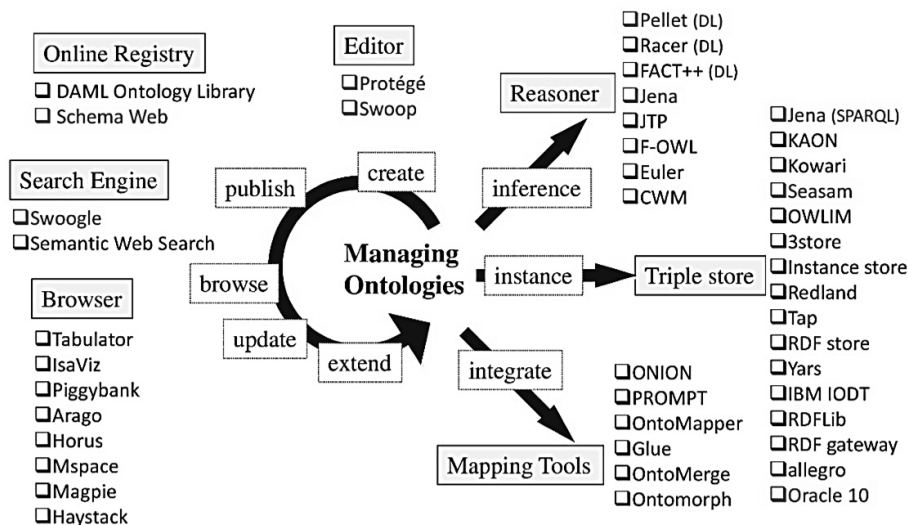 Online Registry
❑ DAML Ontology Library
❑ Schema Web
Editor
❑Protégé
❑Swoop
Reasoner
❑Pellet (DL)
❑Racer (DL)
❑FACT++ (DL)
❑Jena
❑JTP
❑F-OWL
❑Euler
❑CWM
Search Engine
❑Swoogle
❑Semantic Web Search
Browser
❑Tabulator
❑IsaViz
❑Piggybank
❑Arago
❑Horus
❑Mspace
❑Magpie
❑Haystack
publish
create
browse
update
extend
Managing
Ontologies
inference
instance
integrate
Triple store
❑Jena (SPARQL)
❑KAON
❑Kowari
❑Seasam
❑OWLIM
❑3store
❑Instance store
❑Redland
❑Tap
❑RDF store
❑Yars
❑IBM IODT
❑RDFLib
❑RDF gateway
❑allegro
❑Oracle 10
Mapping Tools
❑ONION
❑PROMPT
❑OntoMapper
❑Glue
❑OntoMerge
❑Ontomorph